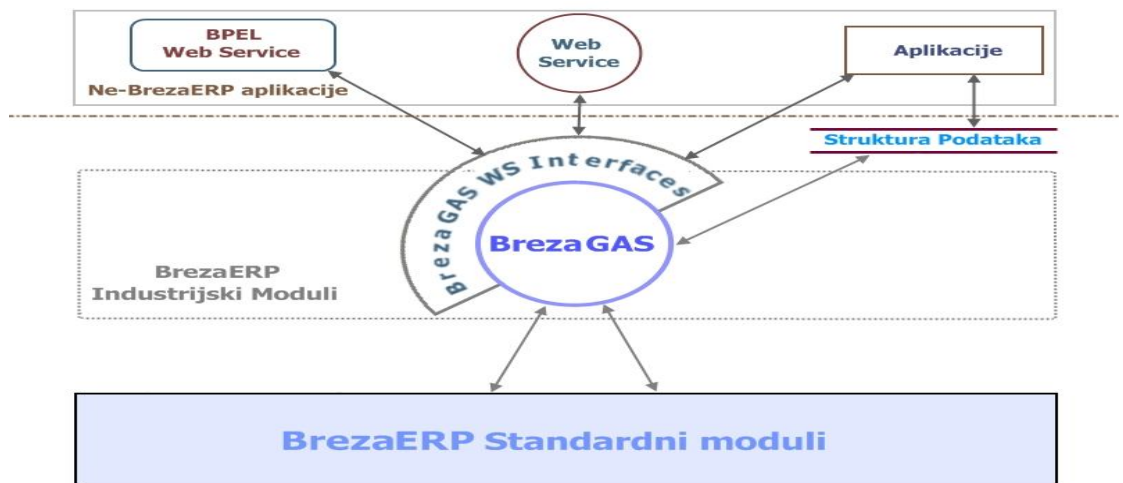 BPEL
Web Service
Web
Service
Aplikacije
Ne-BrezaERP aplikacije
Struktura Podataka
BrezaGAS WS Interfaces
BrezaGAS
BrezaERP
Industrijski Moduli
BrezaERP Standardni moduli